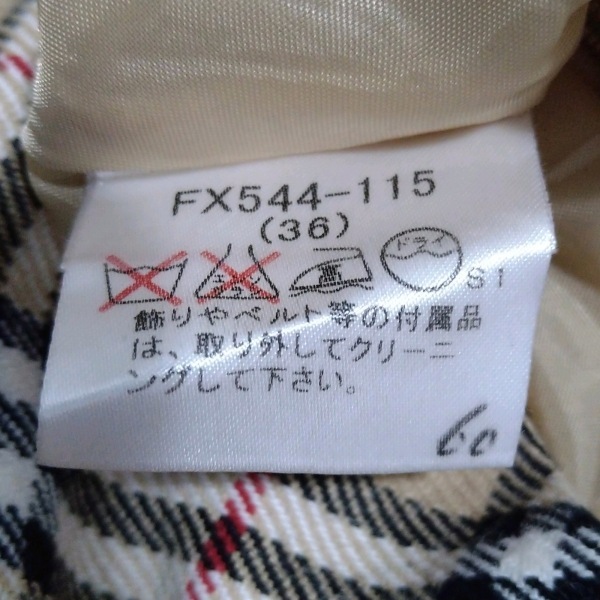 FX544-115
(36)
ドライ
S1
飾りやベルト等の付属品
は、取り外してクリーニ
ングして下さい。
60